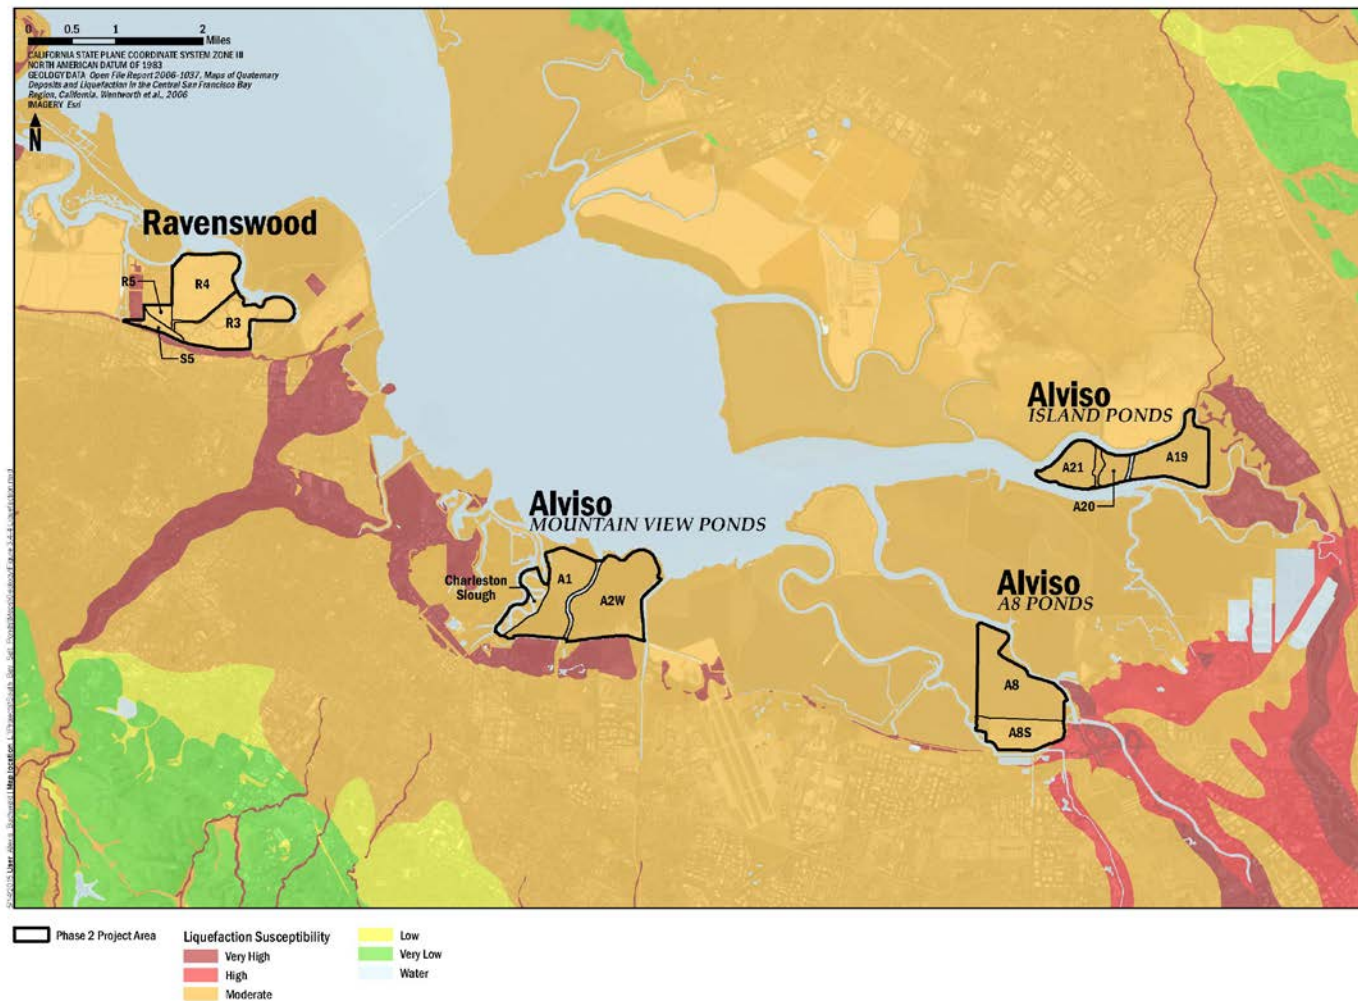 0 0.5 1 2
Miles
CALIFORNIA STATE PLANE COORDINATE SYSTEM ZONE III
NORTH AMERICAN DATUM OF 1983
GEOLOGY DATA Open File Report 2006-1037, Maps of Quaternary
Deposits and Liquefaction in the Central San Francisco Bay
Region, California. Wentworth et al., 2006
IMAGERY Esri
N
Ravenswood
R5
R4
R3
S5
Alviso
ISLAND PONDS
A21
A19
A20
Alviso
MOUNTAIN VIEW PONDS
Charleston
Slough
A1
A2W
Alviso
A8 PONDS
A8
A8S
Phase 2 Project Area
Liquefaction Susceptibility
Very High
High
Moderate
Low
Very Low
Water